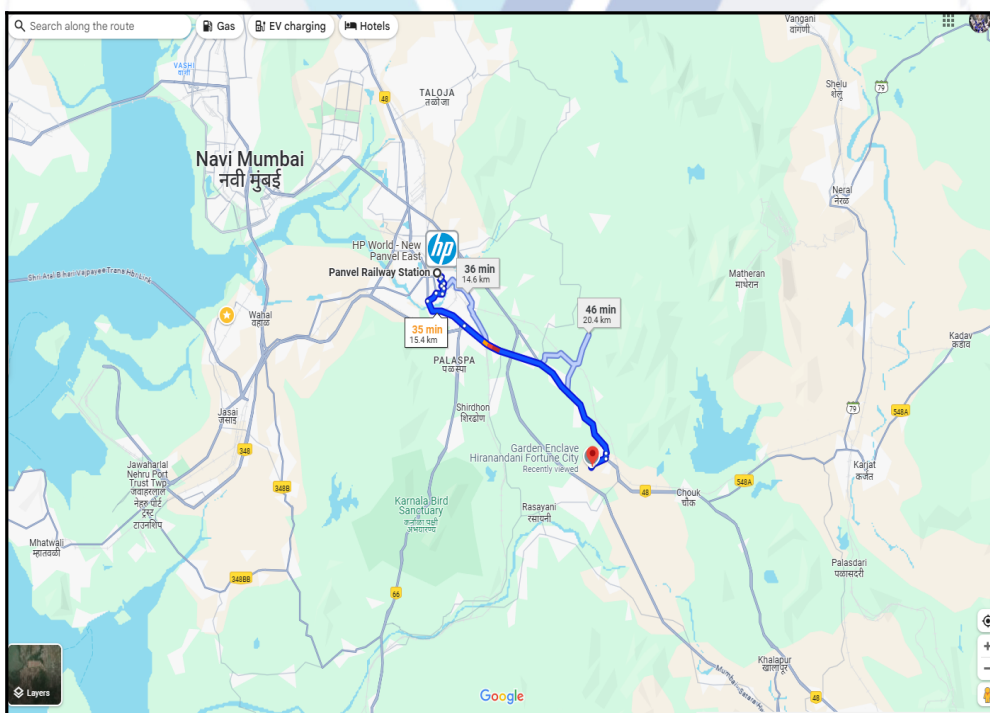 Search along the route
Gas
EV charging
Hotels
Vangani
वांगणी
VASHI
वाशी
TALOJA
तळोजा
48
Shelu
शेलू
79
Navi Mumbai
नवी मुंबई
Neral
नेरळ
HP World - New
Panvel East
hp
Panvel Railway Station
36 min
14.6 km
Matheran
माथेरान
Shri Atal Bihari Vajpayee Trans Hbr Link
Wahal
वहाळ
46 min
20.4 km
35 min
15.4 km
Kadav
कडाव
PALASPA
पळस्पा
Shirdhon
शिरढोण
79
548A
Jasai
जसाई
Garden Enclave
Hiranandani Fortune City
Recently viewed
348
Jawaharlal
Nehru Port
Trust Twp
जवाहरलाल
नेहरू पोर्ट
ट्रस्ट
टाउनशिप
Karjat
कर्जत
348B
548A
48
Chouk
चौक
Karnala Bird
Sanctuary
कर्नाळा पक्षी
अभयारण्य
Rasayani
रसायनी
Mhatwali
म्हातवली
Palasdari
पळासदरी
348BB
66
Khalapur
खालापूर
Layers
Google
48